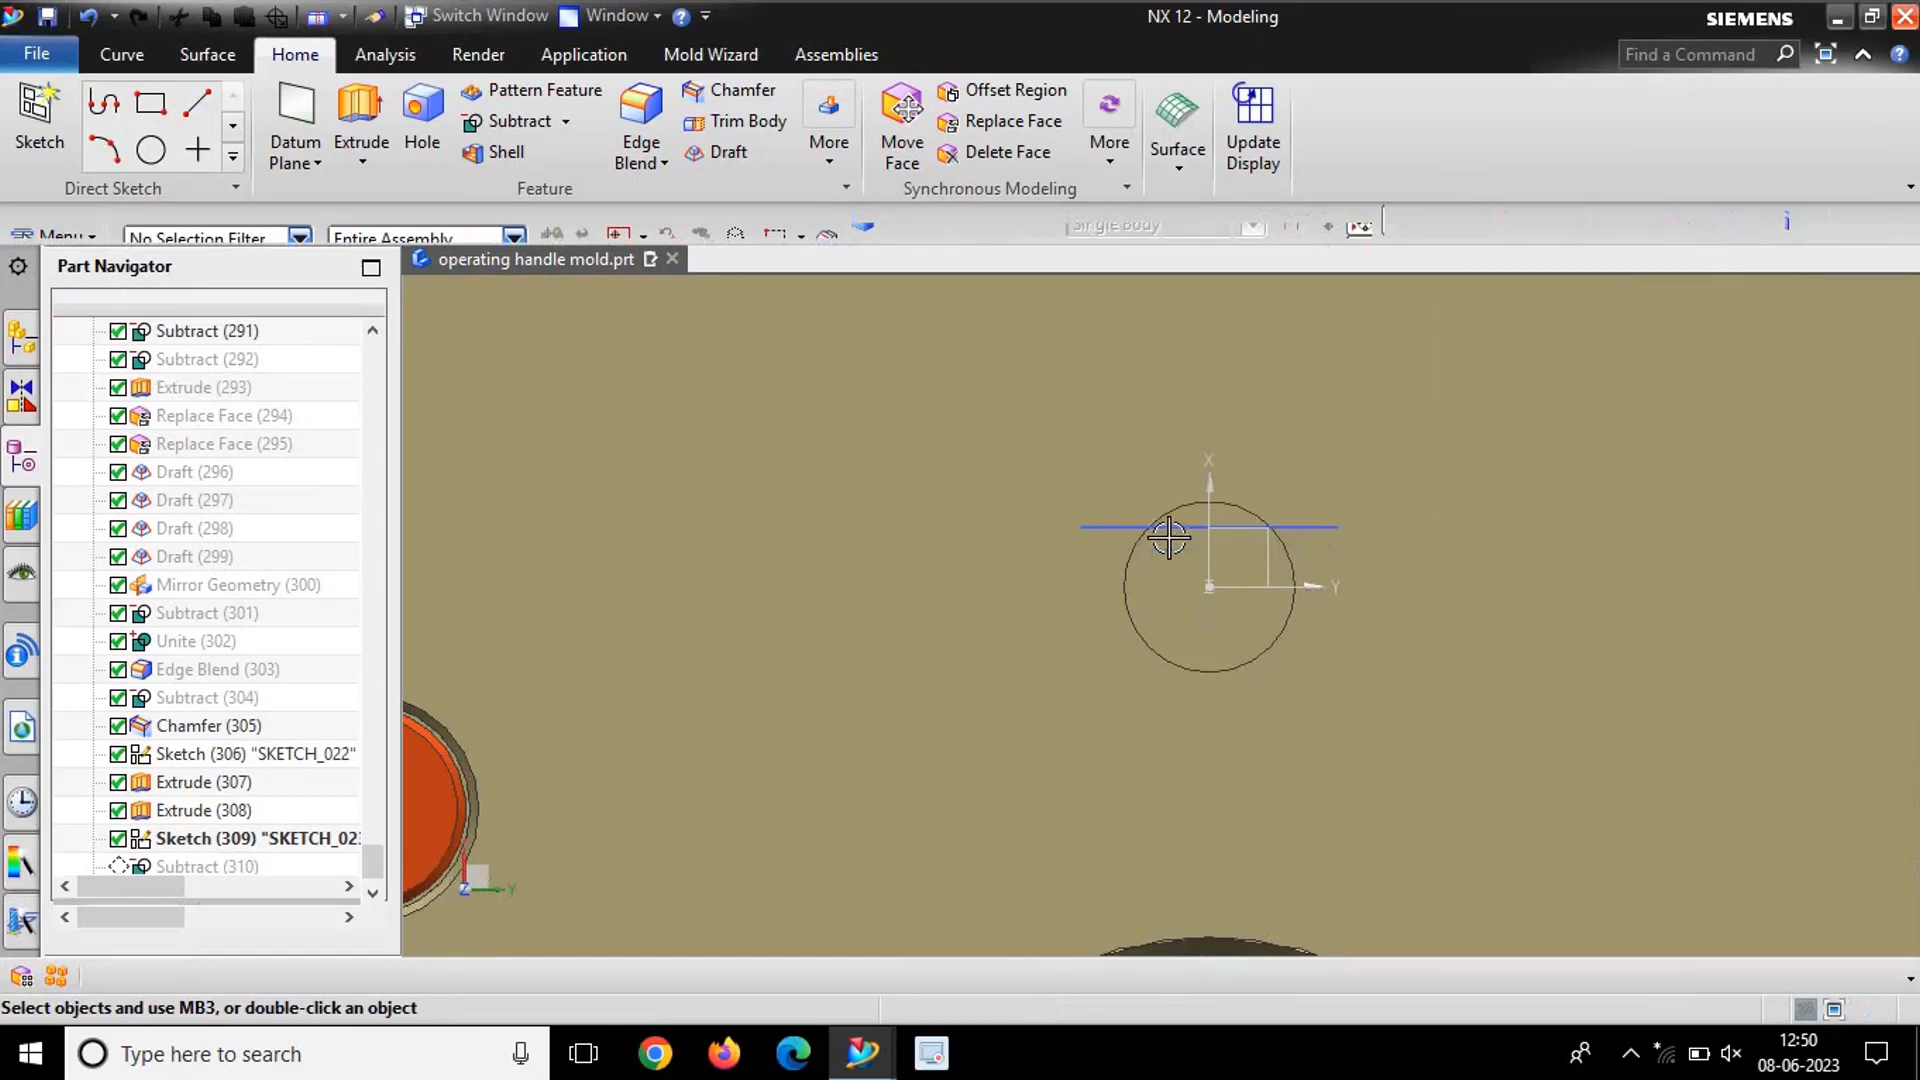 Switch Window Window NX 12 - Modeling SIEMENS
File Curve Surface Home Analysis Render Application Mold Wizard Assemblies Find a Command
Sketch Datum Plane Extrude Hole Pattern Feature Subtract Shell Edge Blend Chamfer Trim Body Draft More Move Face Offset Region Replace Face Delete Face More Surface Update Display
Direct Sketch Feature Synchronous Modeling
Menu No Selection Filter Entire Assembly Single Body
Part Navigator operating handle mold.prt
Subtract (291)
Subtract (292)
Extrude (293)
Replace Face (294)
Replace Face (295)
Draft (296)
Draft (297)
Draft (298)
Draft (299)
Mirror Geometry (300)
Subtract (301)
Unite (302)
Edge Blend (303)
Subtract (304)
Chamfer (305)
Sketch (306) "SKETCH_022"
Extrude (307)
Extrude (308)
Sketch (309) "SKETCH_02
Subtract (310)
X
Y
Z Y
Select objects and use MB3, or double-click an object
Type here to search
12:50
08-06-2023